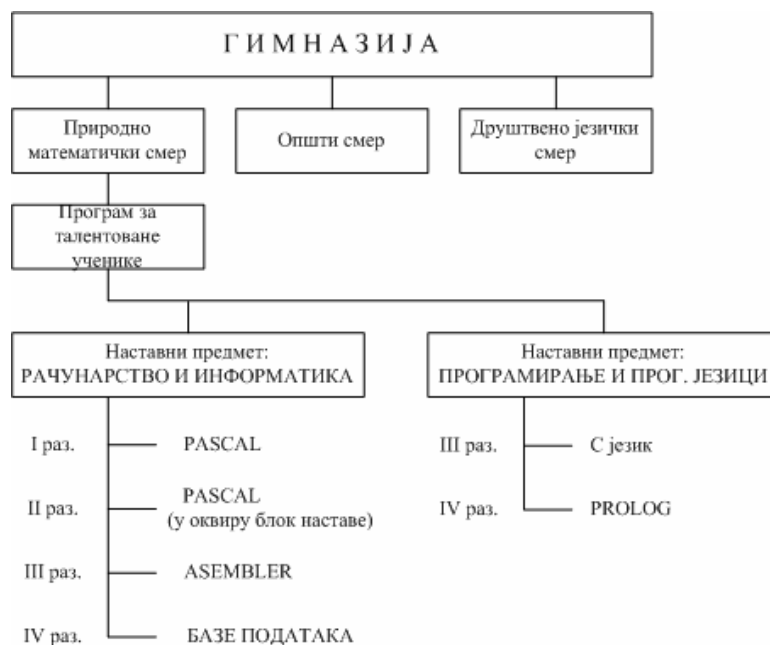 Г И М Н А З И Ј А
Природно
математички смер
Општи смер
Друштвено језички
смер
Програм за
талентоване
ученике
Наставни предмет:
РАЧУНАРСТВО И ИНФОРМАТИКА
Наставни предмет:
ПРОГРАМИРАЊЕ И ПРОГ. ЈЕЗИЦИ
I раз. PASCAL
II раз. PASCAL
(у оквиру блок наставе)
III раз. ASEMBLER
IV раз. БАЗЕ ПОДАТАКА
III раз. C језик
IV раз. PROLOG